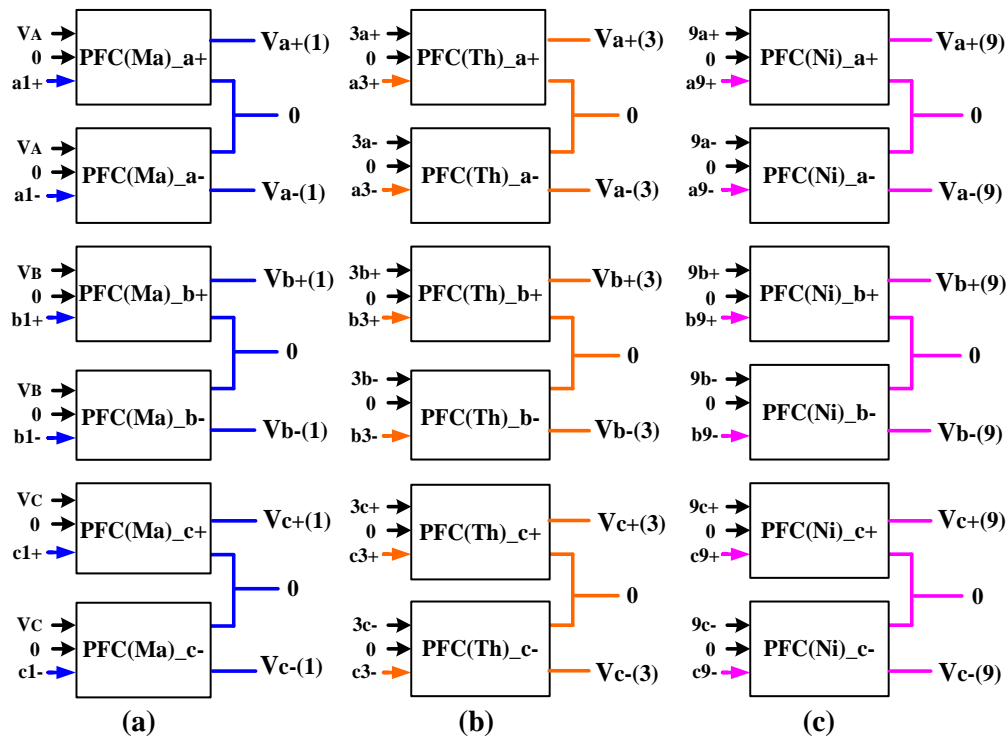 VA
0
a1+
PFC(Ma)_a+
Va+(1)
0
VA
0
a1-
PFC(Ma)_a-
Va-(1)
VB
0
b1+
PFC(Ma)_b+
Vb+(1)
0
VB
0
b1-
PFC(Ma)_b-
Vb-(1)
VC
0
c1+
PFC(Ma)_c+
Vc+(1)
0
VC
0
c1-
PFC(Ma)_c-
Vc-(1)
(a)
3a+
0
a3+
PFC(Th)_a+
Va+(3)
0
3a-
0
a3-
PFC(Th)_a-
Va-(3)
3b+
0
b3+
PFC(Th)_b+
Vb+(3)
0
3b-
0
b3-
PFC(Th)_b-
Vb-(3)
3c+
0
c3+
PFC(Th)_c+
Vc+(3)
0
3c-
0
c3-
PFC(Th)_c-
Vc-(3)
(b)
9a+
0
a9+
PFC(Ni)_a+
Va+(9)
0
9a-
0
a9-
PFC(Ni)_a-
Va-(9)
9b+
0
b9+
PFC(Ni)_b+
Vb+(9)
0
9b-
0
b9-
PFC(Ni)_b-
Vb-(9)
9c+
0
c9+
PFC(Ni)_c+
Vc+(9)
0
9c-
0
c9-
PFC(Ni)_c-
Vc-(9)
(c)